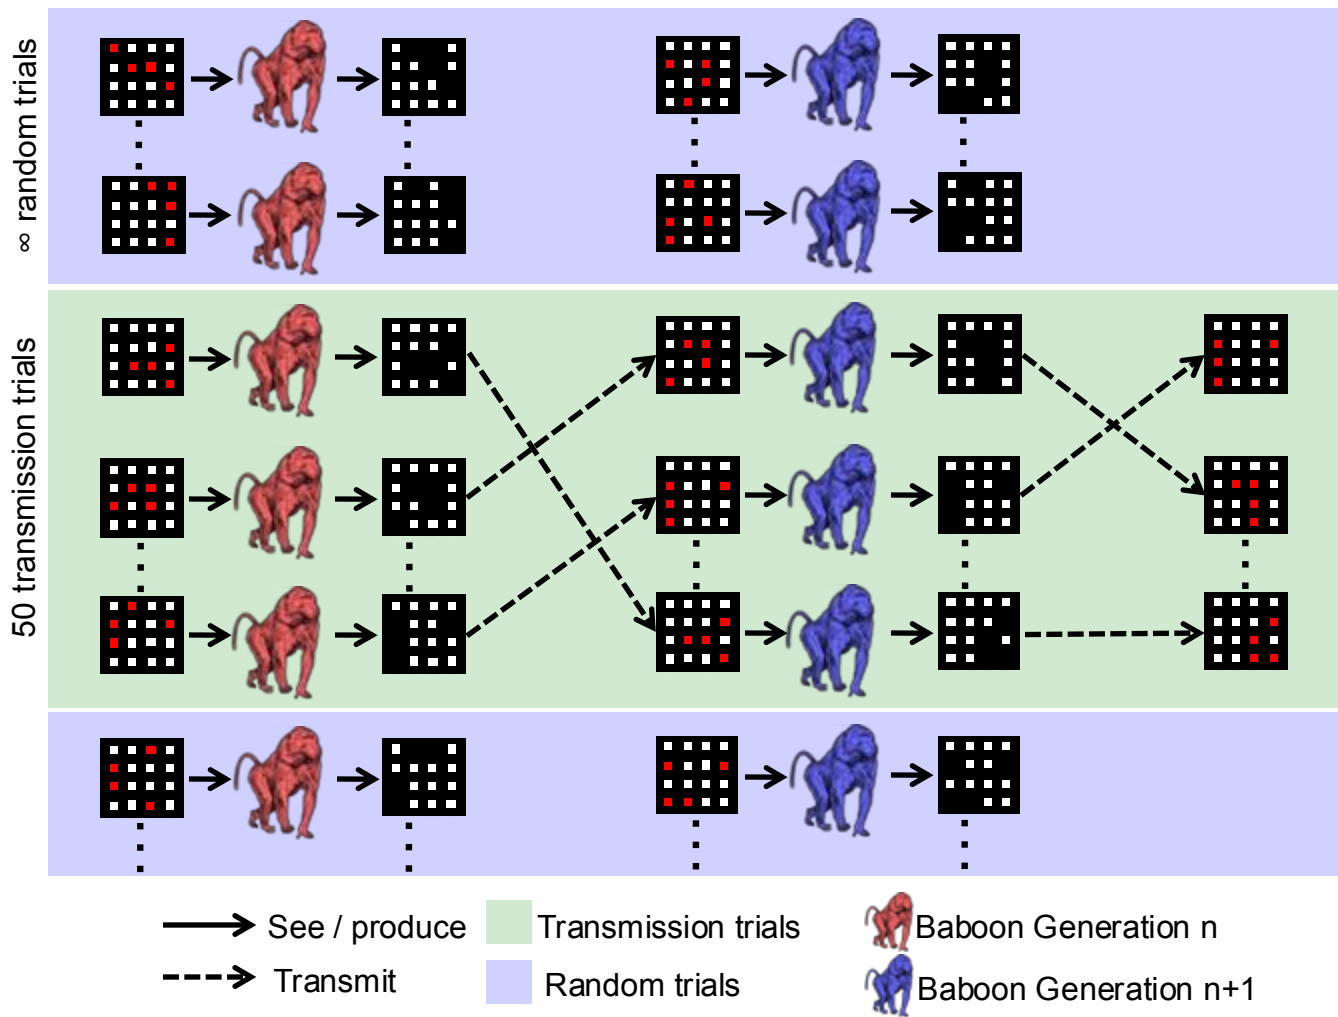 ∞ random trials
50 transmission trials
See / produce
Transmission trials
Baboon Generation n
Transmit
Random trials
Baboon Generation n+1